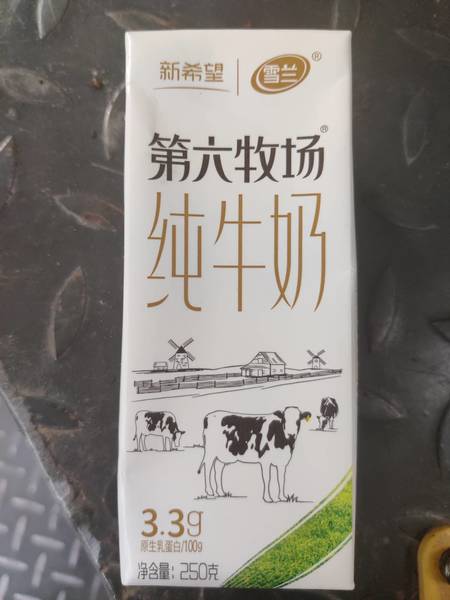 新希望 雪兰®
第六牧场®
纯牛奶
3.3g
原生乳蛋白/100g
净含量: 250克